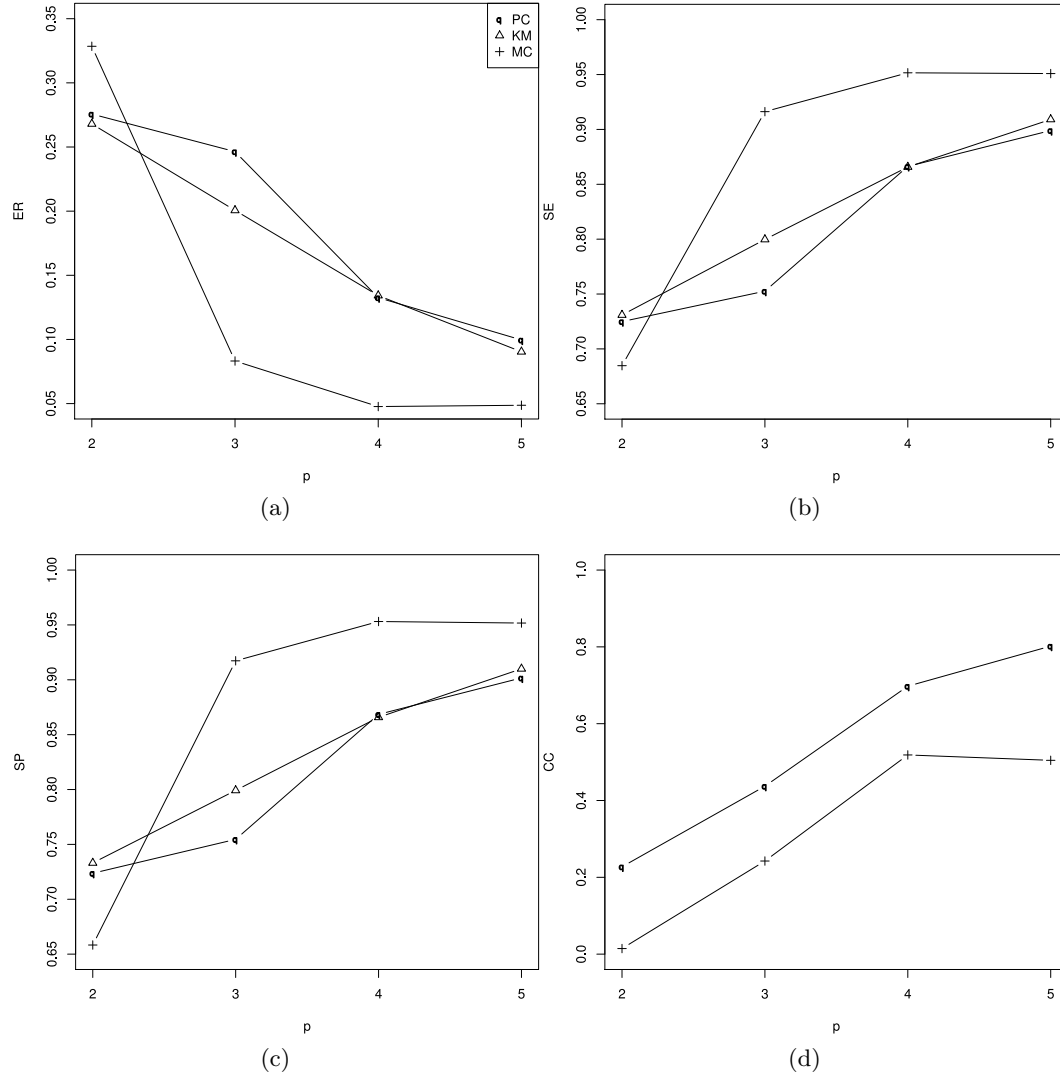 0.35
0.30
0.25
0.20
0.15
0.10
0.05
ER
2 3 4 5
p
q PC
KM
MC
(a)
1.00
0.95
0.90
0.85
0.80
0.75
0.70
0.65
SE
2 3 4 5
p
q
q
q
q
(b)
1.00
0.95
0.90
0.85
0.80
0.75
0.70
0.65
SP
2 3 4 5
p
q
q
q
q
(c)
1.0
0.8
0.6
0.4
0.2
0.0
CC
2 3 4 5
p
q
q
q
q
(d)